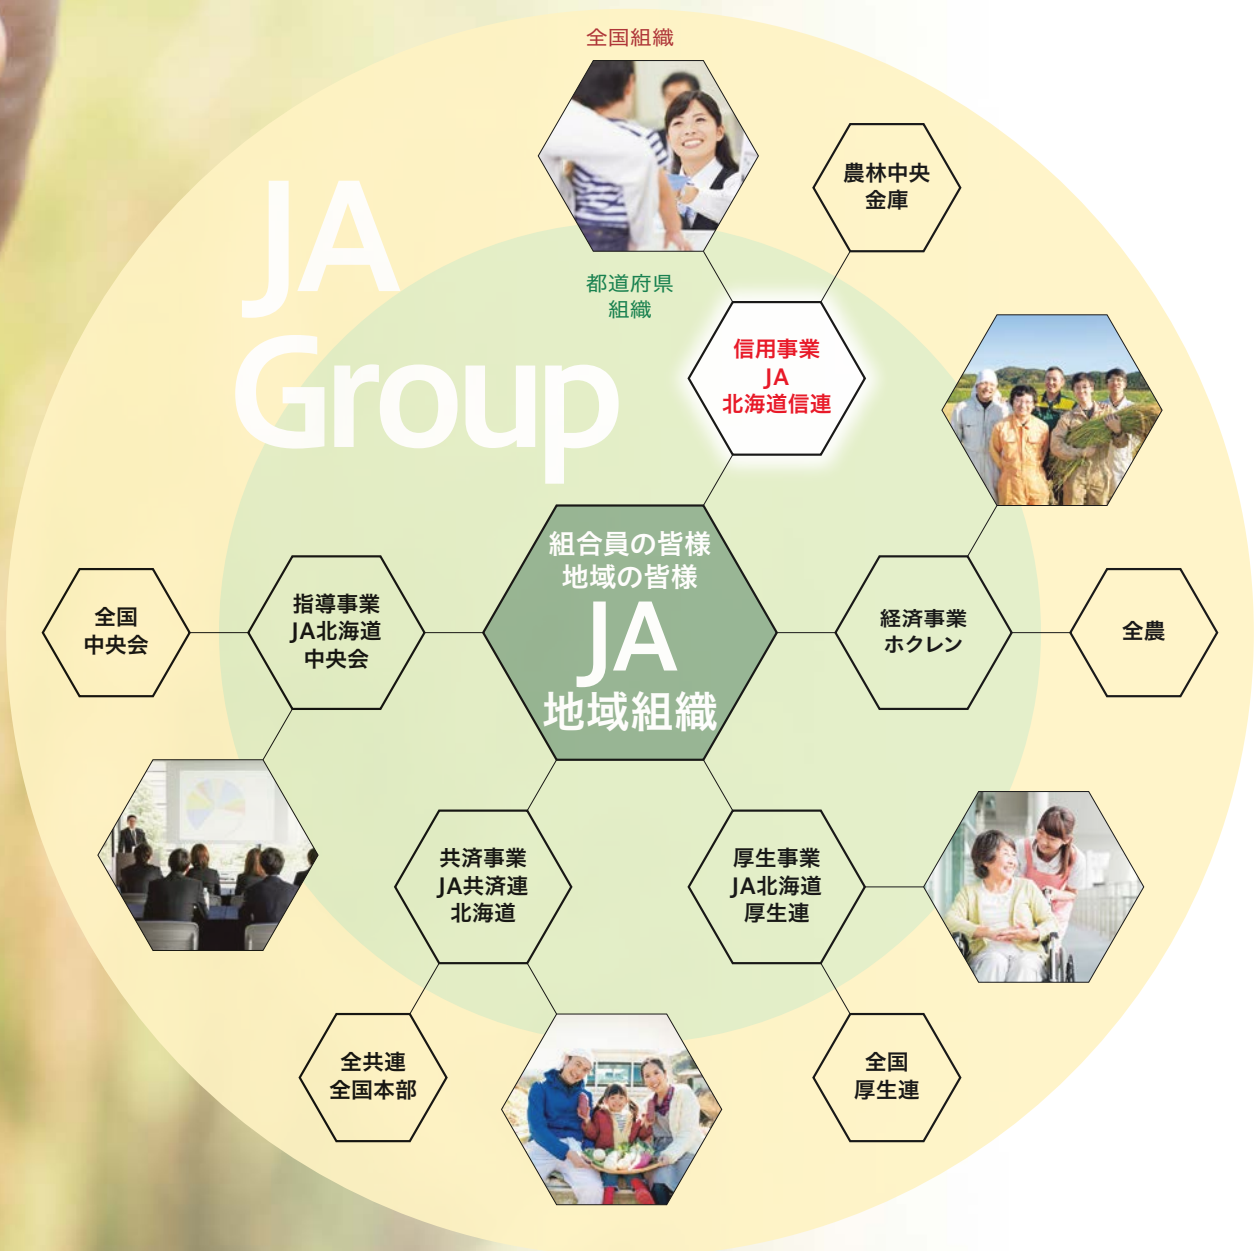 全国組織
農林中央
金庫
JA
Group
都道府県
組織
信用事業
JA
北海道信連
組合員の皆様
地域の皆様
JA
地域組織
全国
中央会
指導事業
JA北海道
中央会
経済事業
ホクレン
全農
共済事業
JA共済連
北海道
厚生事業
JA北海道
厚生連
全共連
全国本部
全国
厚生連